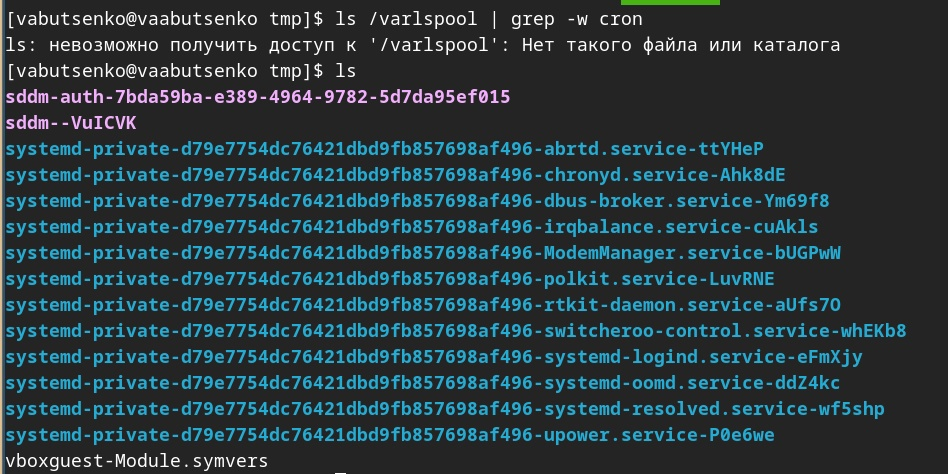 [vabutsenko@vaabutsenko tmp]$ ls /varlspool | grep -w cron
ls: невозможно получить доступ к '/varlspool': Нет такого файла или каталога
[vabutsenko@vaabutsenko tmp]$ ls
sddm-auth-7bda59ba-e389-4964-9782-5d7da95ef015
sddm--VuICVK
systemd-private-d79e7754dc76421dbd9fb857698af496-abrtd.service-ttYHeP
systemd-private-d79e7754dc76421dbd9fb857698af496-chronyd.service-Ahk8dE
systemd-private-d79e7754dc76421dbd9fb857698af496-dbus-broker.service-Ym69f8
systemd-private-d79e7754dc76421dbd9fb857698af496-irqbalance.service-cuAkls
systemd-private-d79e7754dc76421dbd9fb857698af496-ModemManager.service-bUGPwW
systemd-private-d79e7754dc76421dbd9fb857698af496-polkit.service-LuvRNE
systemd-private-d79e7754dc76421dbd9fb857698af496-rtkit-daemon.service-aUfs7O
systemd-private-d79e7754dc76421dbd9fb857698af496-switcheroo-control.service-whEKb8
systemd-private-d79e7754dc76421dbd9fb857698af496-systemd-logind.service-eFmXjy
systemd-private-d79e7754dc76421dbd9fb857698af496-systemd-oomd.service-ddZ4kc
systemd-private-d79e7754dc76421dbd9fb857698af496-systemd-resolved.service-wf5shp
systemd-private-d79e7754dc76421dbd9fb857698af496-upower.service-P0e6we
vboxguest-Module.symvers